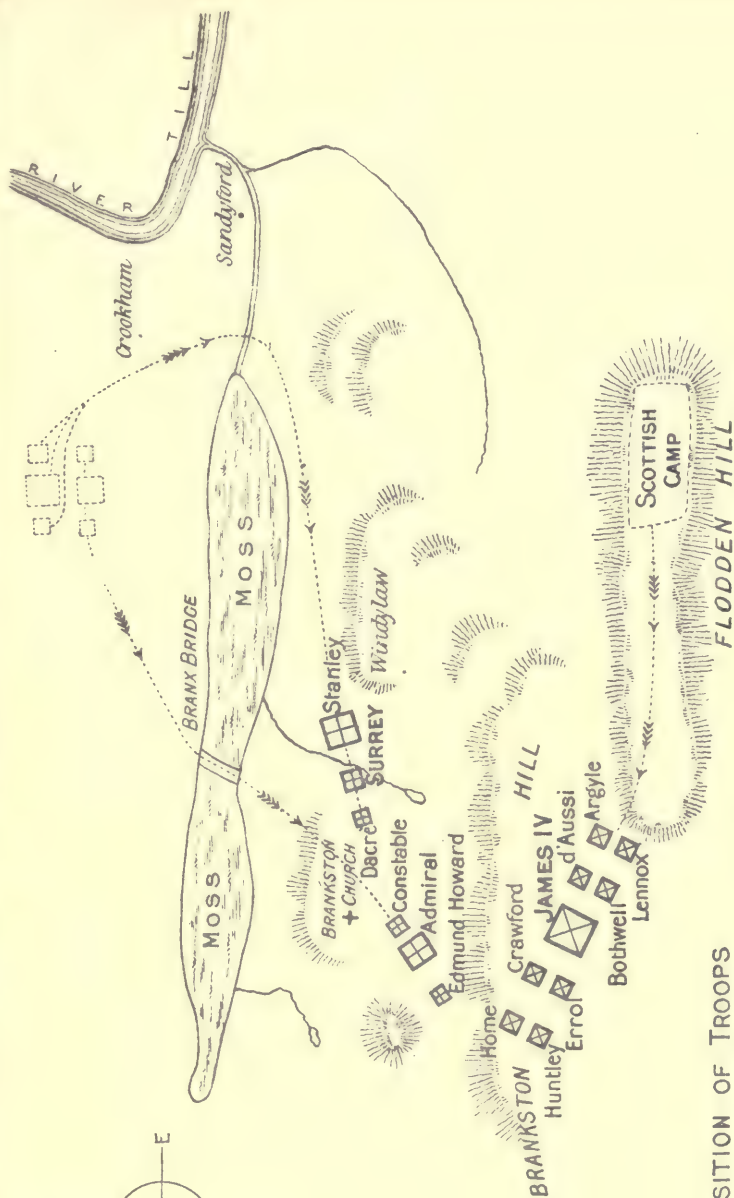 RIVER TILL
Crookham
Sandyford
BRANX BRIDGE
MOSS
MOSS
E
BRANKSTON
+ CHURCH
Windylaw
Stanley
SURREY
Dacre
Constable
Admiral
Edmund Howard
BRANKSTON HILL
Home
Huntley
Crawford
Errol
JAMES IV
d'Aussi
Argyle
Bothwell
Lennox
SCOTTISH
CAMP
FLODDEN HILL
SITION OF TROOPS